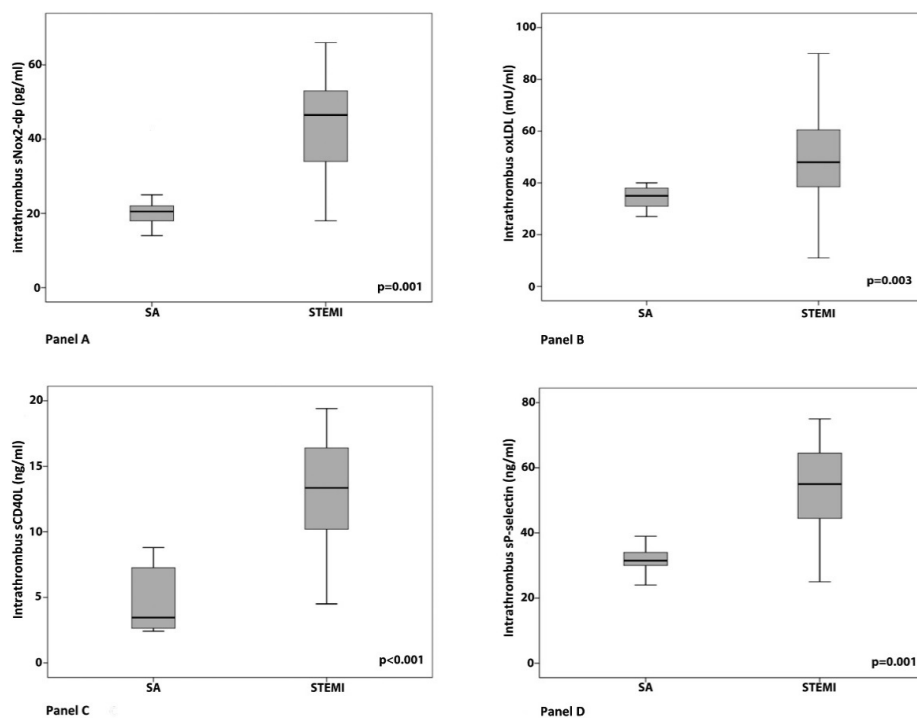 intrathrombus sNox2-dp (pg/ml)
60
40
20
0
p=0.001
SA STEMI
Panel A
Intrathrombus oxLDL (mU/ml)
100
80
60
40
20
0
p=0.003
SA STEMI
Panel B
Intrathrombus sCD40L (ng/ml)
20
15
10
5
0
p<0.001
SA STEMI
Panel C
Intrathrombus sP-selectin (ng/ml)
80
60
40
20
0
p=0.001
SA STEMI
Panel D